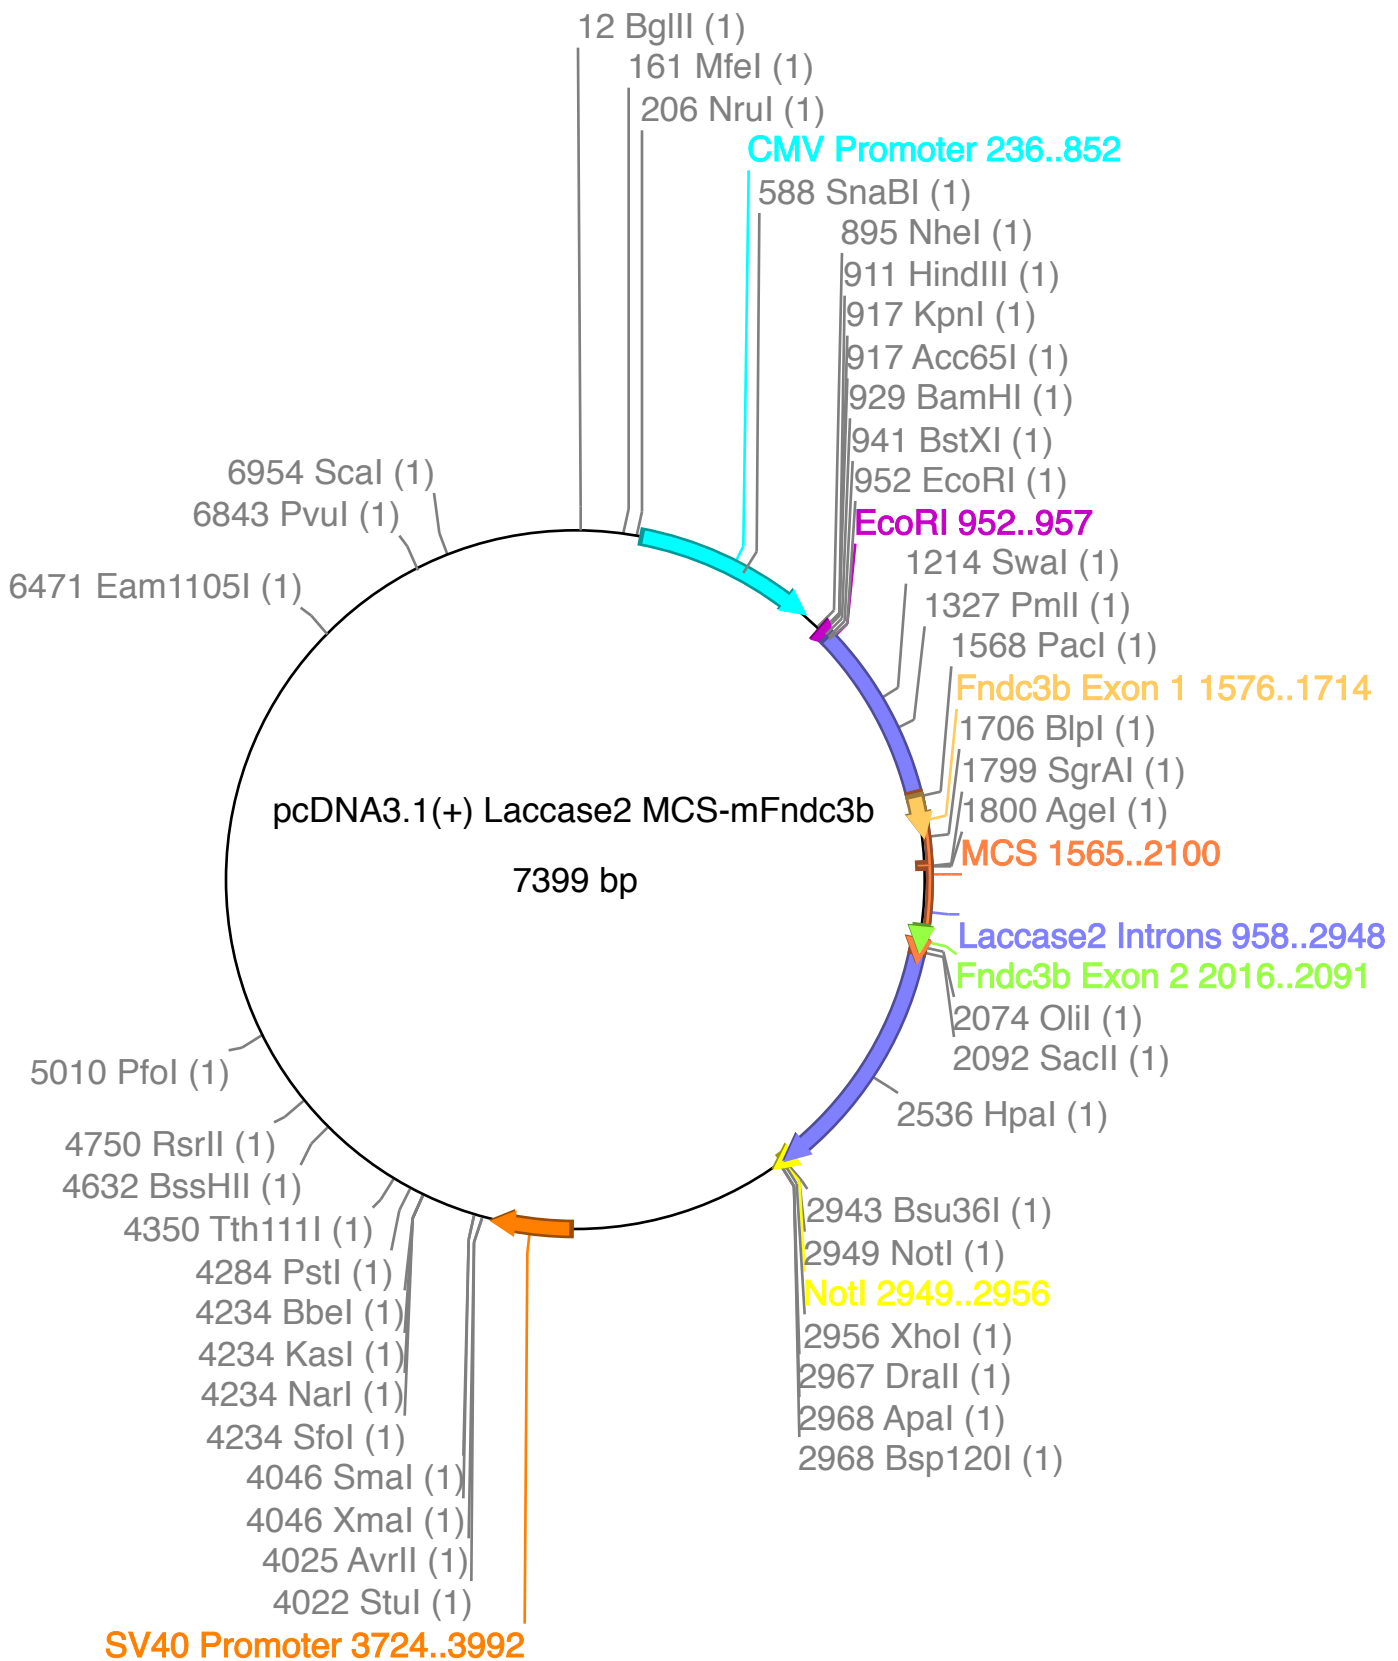 12 BglII (1)
161 MfeI (1)
206 NruI (1)
CMV Promoter 236..852
588 SnaBI (1)
895 NheI (1)
911 HindIII (1)
917 KpnI (1)
917 Acc65I (1)
929 BamHI (1)
941 BstXI (1)
952 EcoRI (1)
EcoRI 952..957
1214 SwaI (1)
1327 PmlI (1)
1568 PacI (1)
Fndc3b Exon 1 1576..1714
1706 BlpI (1)
1799 SgrAI (1)
1800 AgeI (1)
MCS 1565..2100
Laccase2 Introns 958..2948
Fndc3b Exon 2 2016..2091
2074 OliI (1)
2092 SacII (1)
2536 HpaI (1)
2943 Bsu36I (1)
2949 NotI (1)
NotI 2949..2956
2956 XhoI (1)
2967 DraII (1)
2968 ApaI (1)
2968 Bsp120I (1)
6954 ScaI (1)
6843 PvuI (1)
6471 Eam1105I (1)
pcDNA3.1(+) Laccase2 MCS-mFndc3b
7399 bp
5010 PfoI (1)
4750 RsrII (1)
4632 BssHII (1)
4350 Tth111I (1)
4284 PstI (1)
4234 BbeI (1)
4234 KasI (1)
4234 NarI (1)
4234 SfoI (1)
4046 SmaI (1)
4046 XmaI (1)
4025 AvrII (1)
4022 StuI (1)
SV40 Promoter 3724..3992